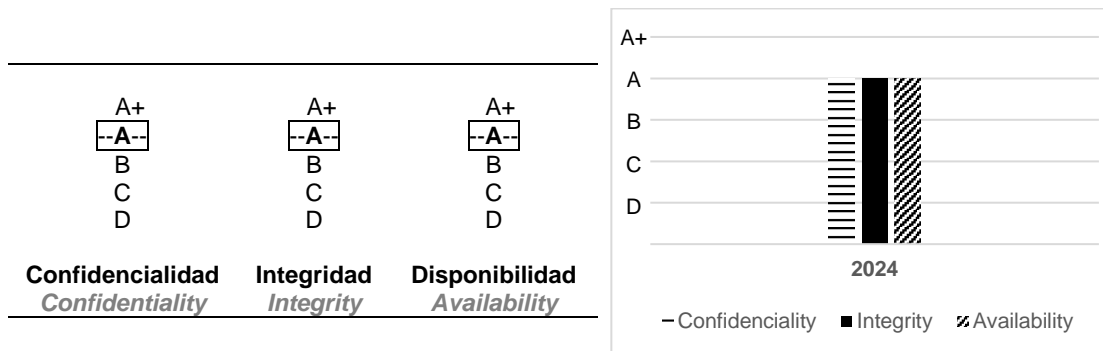 A+ A+ A+
--A-- --A-- --A--
B B B
C C C
D D D
Confidencialidad Integridad Disponibilidad
Confidentiality Integrity Availability
A+
A
B
C
D
2024
Confidenciality Integrity Availability